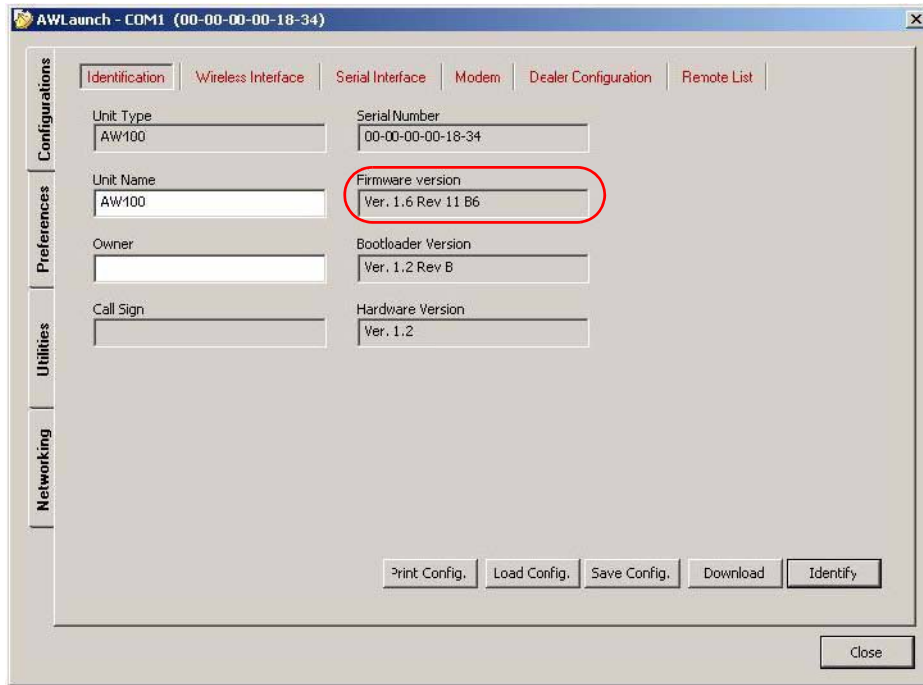 AWLaunch - COM1 (00-00-00-00-18-34)
Configurations
Preferences
Utilities
Networking
Identification Wireless Interface Serial Interface Modem Dealer Configuration Remote List
Unit Type Serial Number
AW400 00-00-00-00-18-34
Unit Name Firmware version
AW400 Ver. 1.6 Rev 11 B6
Owner Bootloader Version
Ver. 1.2 Rev B
Call Sign Hardware Version
Ver. 1.2
Print Config. Load Config. Save Config. Download Identify
Close